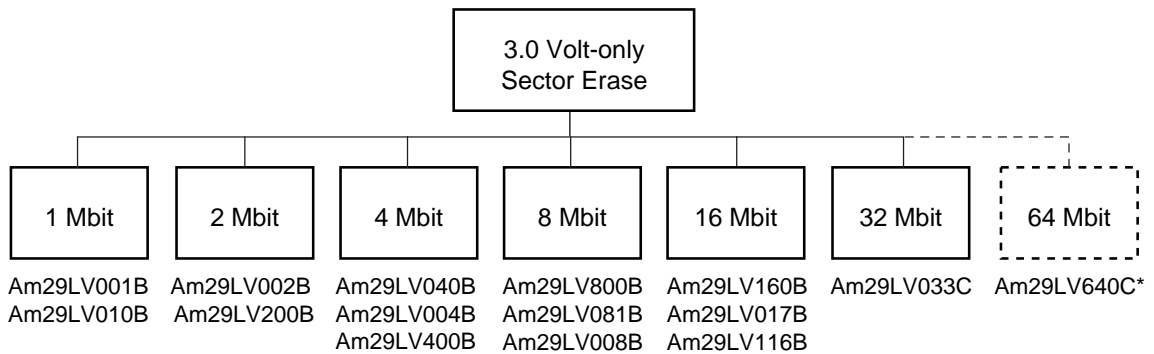 3.0 Volt-only
Sector Erase
1 Mbit
2 Mbit
4 Mbit
8 Mbit
16 Mbit
32 Mbit
64 Mbit
Am29LV001B
Am29LV010B
Am29LV002B
Am29LV200B
Am29LV040B
Am29LV004B
Am29LV400B
Am29LV800B
Am29LV081B
Am29LV008B
Am29LV160B
Am29LV017B
Am29LV116B
Am29LV033C
Am29LV640C*